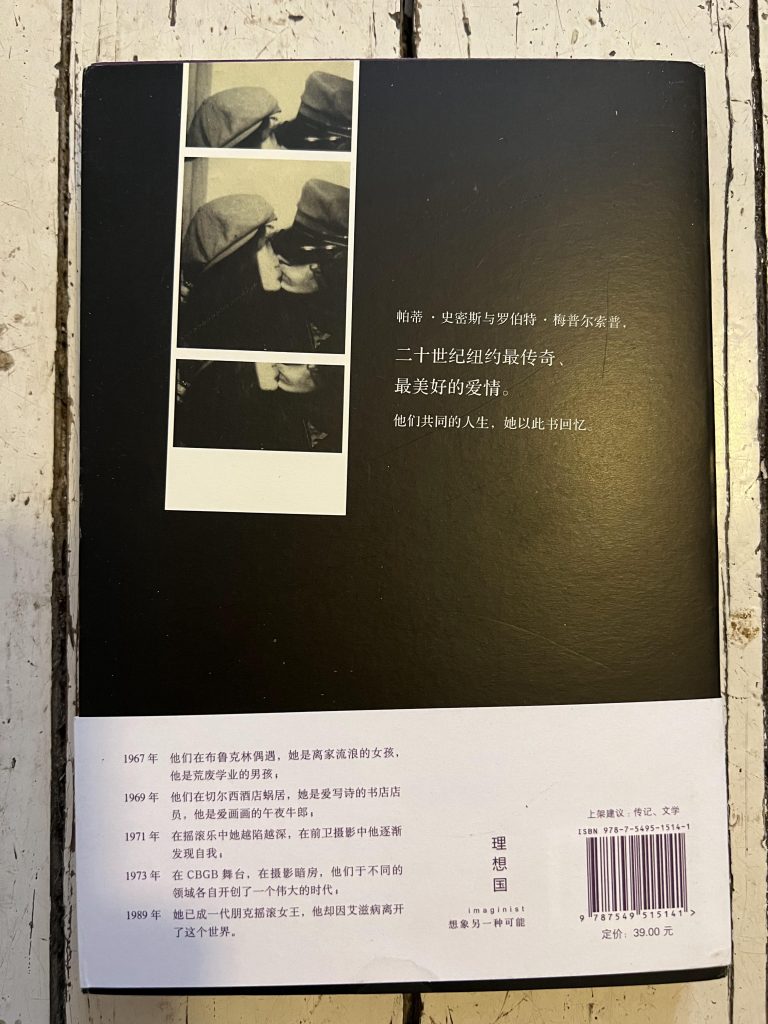 帕蒂·史密斯与罗伯特·梅普尔索普，
二十世纪纽约最传奇、
最美好的爱情。
他们共同的人生，她以此书回忆。
1967 年 他们在布鲁克林偶遇，她是离家流浪的女孩，
他是荒废学业的男孩；
1969 年 他们在切尔西酒店蜗居，她是爱写诗的书店店
员，他是爱画画的午夜牛郎；
1971 年 在摇滚乐中她越陷越深，在前卫摄影中他逐渐
发现自我；
1973 年 在 CBGB 舞台，在摄影暗房，他们于不同的
领域各自开创了一个伟大的时代；
1989 年 她已成一代朋克摇滚女王，他却因艾滋病离开
了这个世界。
理想国
imaginist
想象另一种可能
上架建议：传记、文学
ISBN 978-7-5495-1514-1
9 787549 515141 >
定价：39.00 元